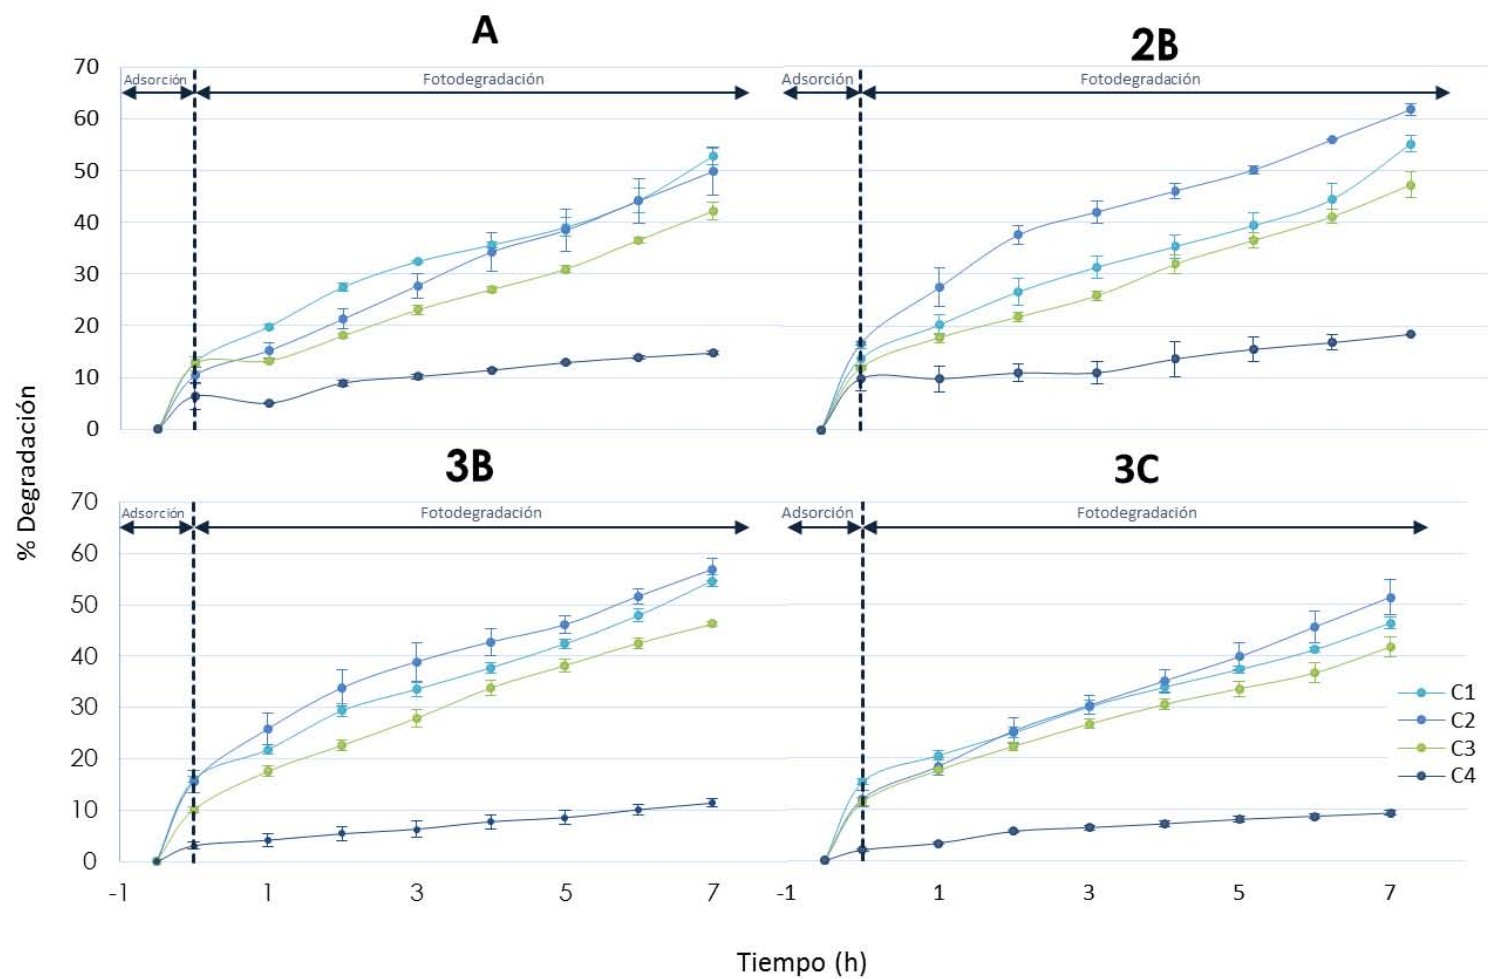 A
2B
Adsorción
Fotodegradación
Adsorción
Fotodegradación
70
60
50
40
30
20
10
0
3B
3C
% Degradación
Adsorción
Fotodegradación
Adsorción
Fotodegradación
70
60
50
40
30
20
10
0
C1
C2
C3
C4
-1 1 3 5 7
-1 1 3 5 7
Tiempo (h)